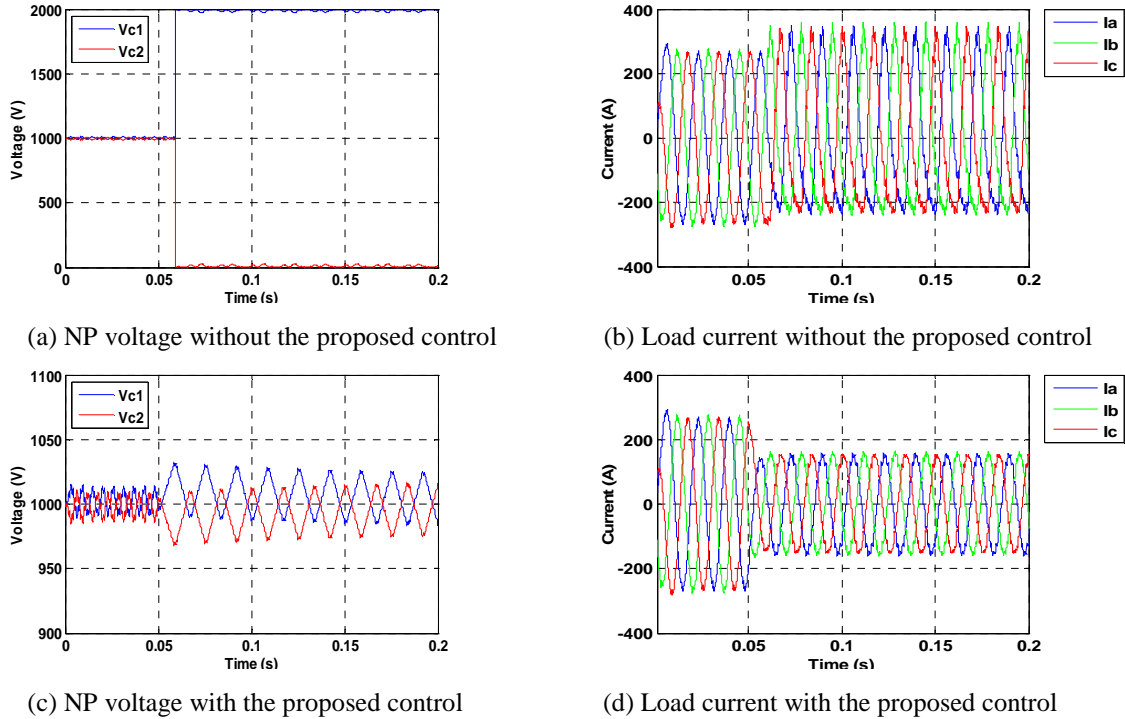 2000
1500
1000
500
0
Voltage (V)
Vc1
Vc2
0 0.05 0.1 0.15 0.2
Time (s)
400
200
0
-200
-400
Current (A)
0.05 0.1 0.15 0.2
Time (s)
Ia
Ib
Ic
(a) NP voltage without the proposed control
(b) Load current without the proposed control
1100
1050
1000
950
900
Voltage (V)
Vc1
Vc2
0 0.05 0.1 0.15 0.2
Time (s)
400
200
0
-200
-400
Current (A)
0.05 0.1 0.15 0.2
Time (s)
Ia
Ib
Ic
(c) NP voltage with the proposed control
(d) Load current with the proposed control